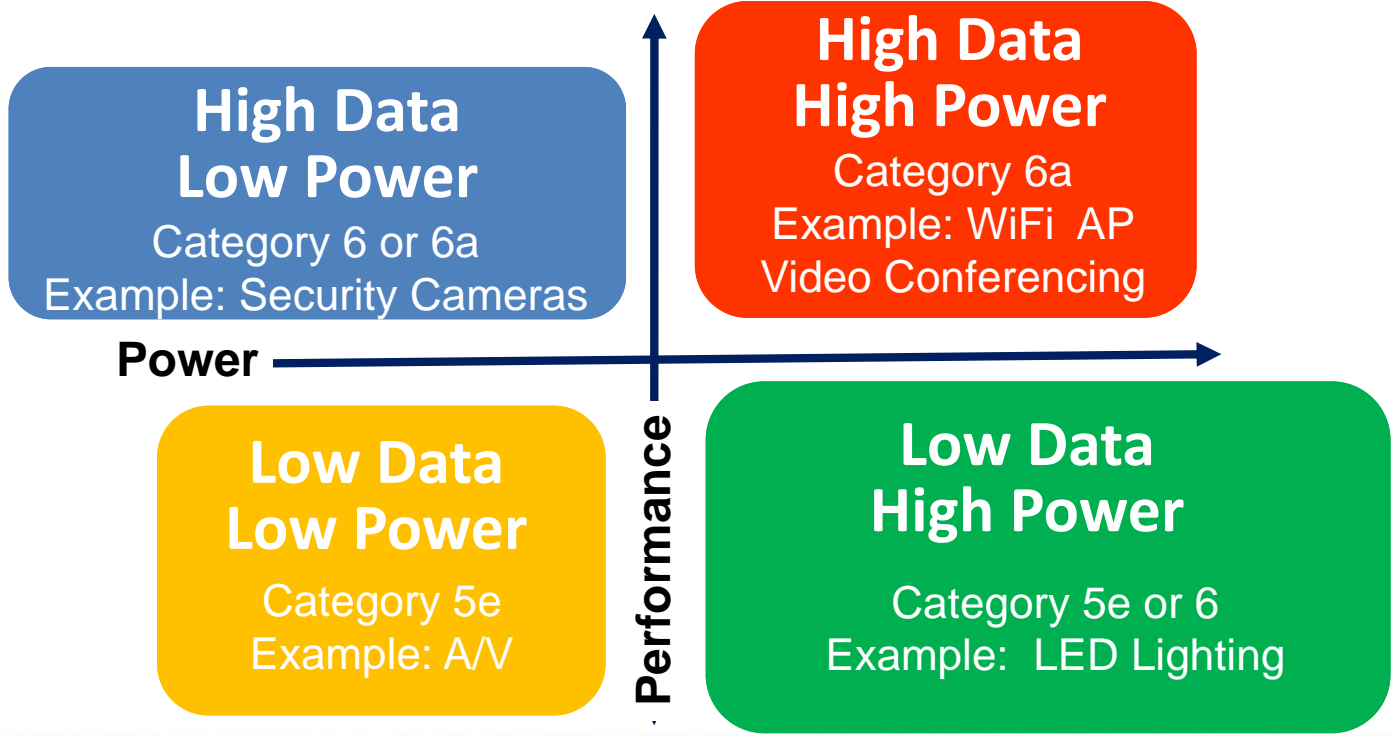 High Data
Low Power
Category 6 or 6a
Example: Security Cameras
High Data
High Power
Category 6a
Example: WiFi  AP
Video Conferencing
Power
Performance
Low Data
Low Power
Category 5e
Example: A/V
Low Data
High Power
Category 5e or 6
Example:  LED Lighting